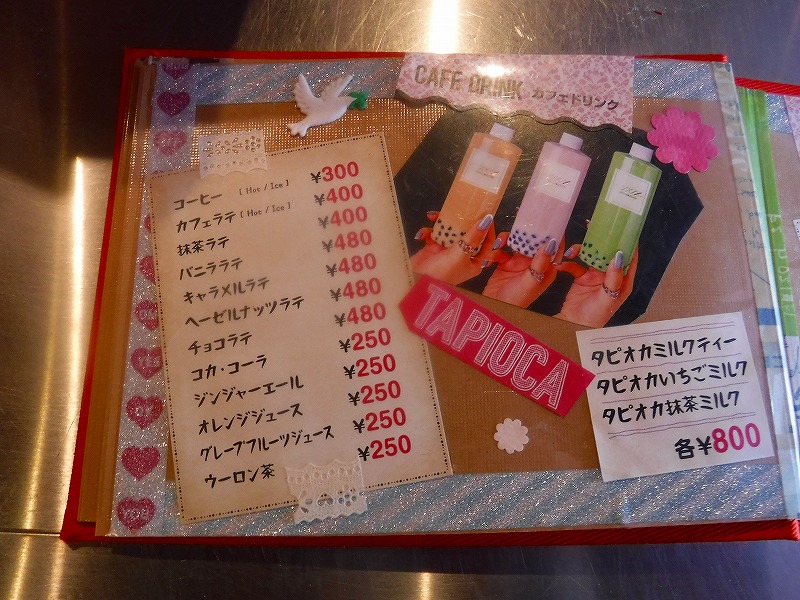 CAFE DRINK カフェドリンク
コーヒー [ Hot / Ice ] ¥300
カフェラテ [ Hot / Ice ] ¥400
抹茶ラテ ¥400
バニララテ ¥480
キャラメルラテ ¥480
ヘーゼルナッツラテ ¥480
チョコラテ ¥480
コカ・コーラ ¥250
ジンジャーエール ¥250
オレンジジュース ¥250
グレープフルーツジュース ¥250
ウーロン茶 ¥250
TAPIOCA
タピオカミルクティー
タピオカいちごミルク
タピオカ抹茶ミルク
各¥800